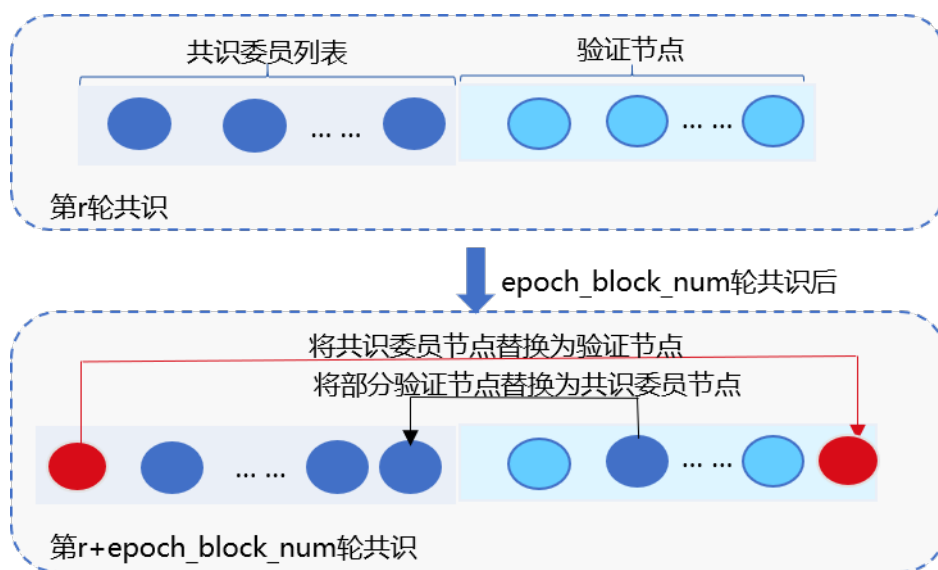 共识委员列表
验证节点
... ...
... ...
第r轮共识
epoch_block_num轮共识后
将共识委员节点替换为验证节点
将部分验证节点替换为共识委员节点
... ...
... ...
第r+epoch_block_num轮共识